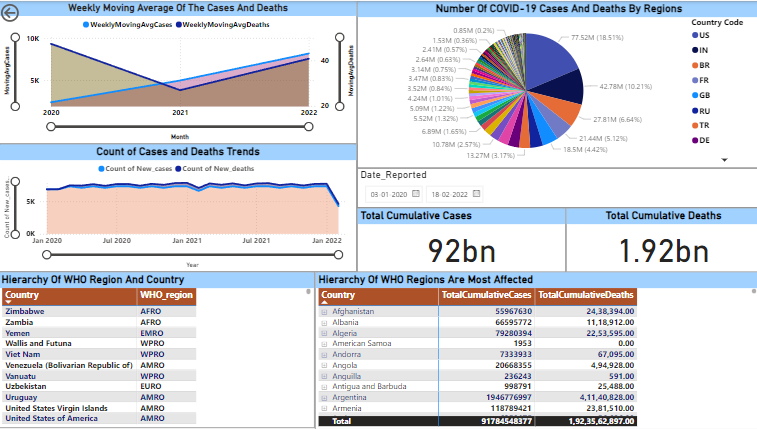 Weekly Moving Average Of The Cases And Deaths
WeeklyMovingAvgCases WeeklyMovingAvgDeaths
MovingAvgCases
10K
5K
MovingAvgDeaths
40
20
2020 2021 2022
Month
Count of Cases and Deaths Trends
Count of New_cases Count of New_deaths
Count of New_cases...
5K
0K
Jan 2020 Jul 2020 Jan 2021 Jul 2021 Jan 2022
Year
Number Of COVID-19 Cases And Deaths By Regions
0.85M (0.2%)
1.53M (0.36%)
2.41M (0.57%)
2.64M (0.63%)
3.14M (0.75%)
3.47M (0.83%)
3.52M (0.84%)
4.24M (1.01%)
5.09M (1.22%)
5.52M (1.32%)
6.89M (1.65%)
10.78M (2.57%)
13.27M (3.17%)
77.52M (18.51%)
42.78M (10.21%)
27.81M (6.64%)
21.44M (5.12%)
18.5M (4.42%)
Country Code
US
IN
BR
FR
GB
RU
TR
DE
Date_Reported
03-01-2020 18-02-2022
Total Cumulative Cases
92bn
Total Cumulative Deaths
1.92bn
Hierarchy Of WHO Region And Country
Country WHO_region
Zimbabwe AFRO
Zambia AFRO
Yemen EMRO
Wallis and Futuna WPRO
Viet Nam WPRO
Venezuela (Bolivarian Republic of) AMRO
Vanuatu WPRO
Uzbekistan EURO
Uruguay AMRO
United States Virgin Islands AMRO
United States of America AMRO
Hierarchy Of WHO Regions Are Most Affected
Country TotalCumulativeCases TotalCumulativeDeaths
Afghanistan 55967630 24,38,394.00
Albania 66595772 11,18,912.00
Algeria 79280394 22,53,595.00
American Samoa 1953 0.00
Andorra 7333933 67,095.00
Angola 20668355 4,94,928.00
Anguilla 236243 591.00
Antigua and Barbuda 998791 25,488.00
Argentina 1946776997 4,11,40,828.00
Armenia 118789421 23,81,510.00
Total 91784548377 1,92,35,62,897.00